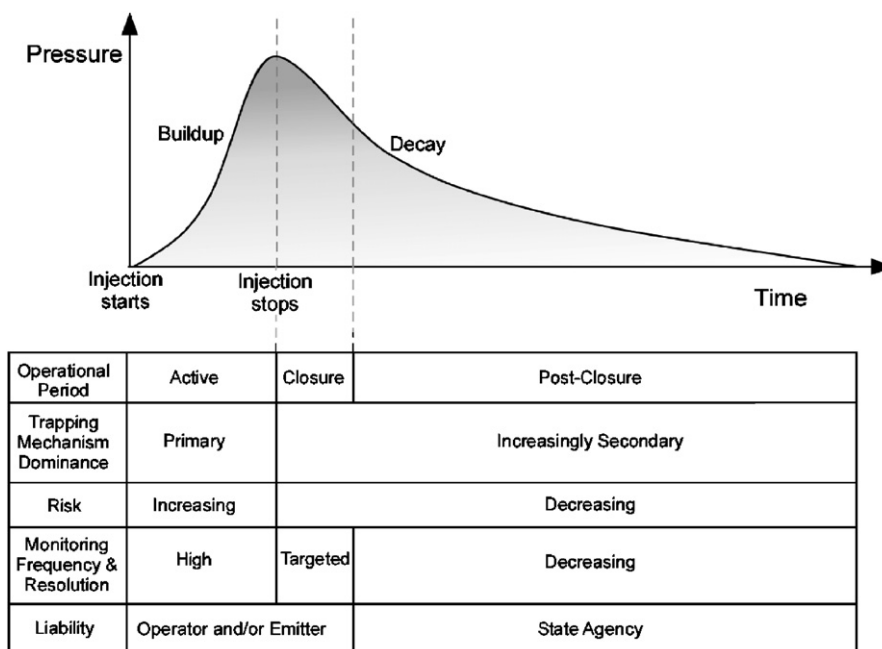 Pressure
Buildup
Decay
Injection
starts
Injection
stops
Time
Operational
Period
Active
Closure
Post-Closure
Trapping
Mechanism
Dominance
Primary
Increasingly Secondary
Risk
Increasing
Decreasing
Monitoring
Frequency &
Resolution
High
Targeted
Decreasing
Liability
Operator and/or Emitter
State Agency